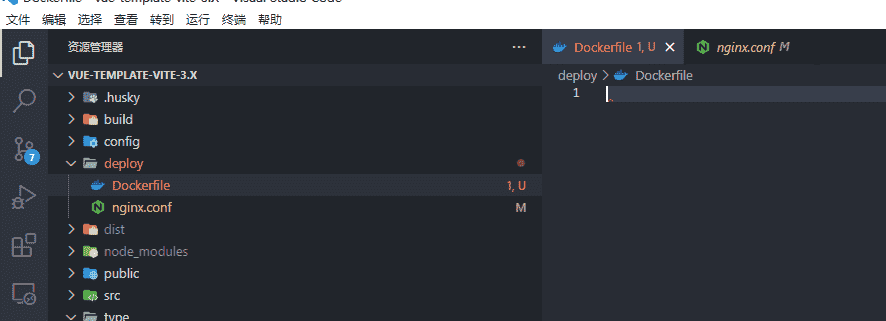 Dockerfile - vue-template-vite-3.x - Visual Studio Code
文件 编辑 选择 查看 转到 运行 终端 帮助
资源管理器 ...
Dockerfile 1, U
nginx.conf M
VUE-TEMPLATE-VITE-3.X
deploy > Dockerfile
1
.husky
build
config
deploy
Dockerfile 1, U
nginx.conf M
dist
node_modules
public
src
type
7